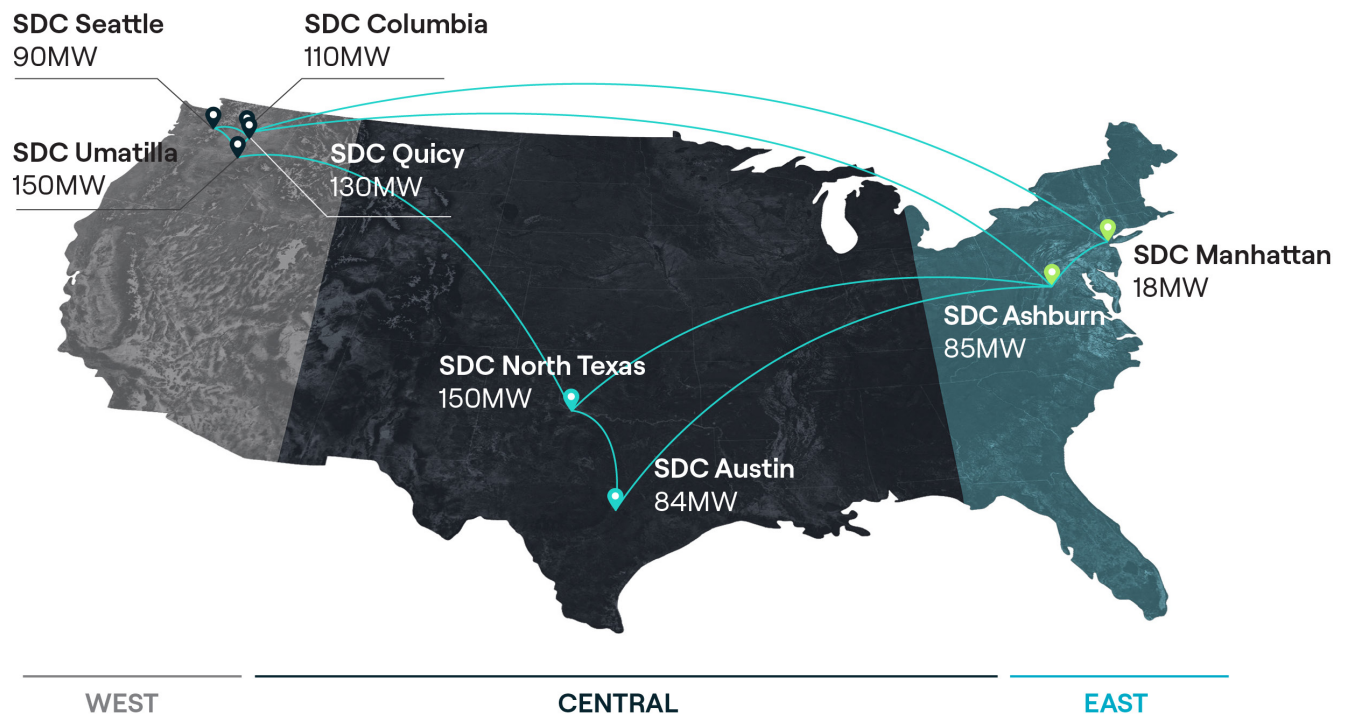 SDC Seattle
90MW
SDC Columbia
110MW
SDC Umatilla
150MW
SDC Quicy
130MW
SDC Manhattan
18MW
SDC Ashburn
85MW
SDC North Texas
150MW
SDC Austin
84MW
WEST
CENTRAL
EAST